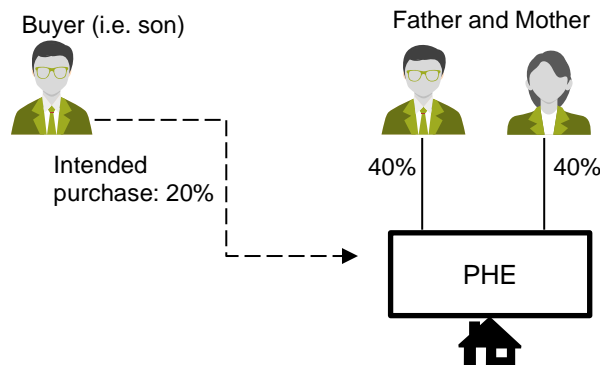 Buyer (i.e. son)
Father and Mother
Intended
purchase: 20%
40%
40%
PHE